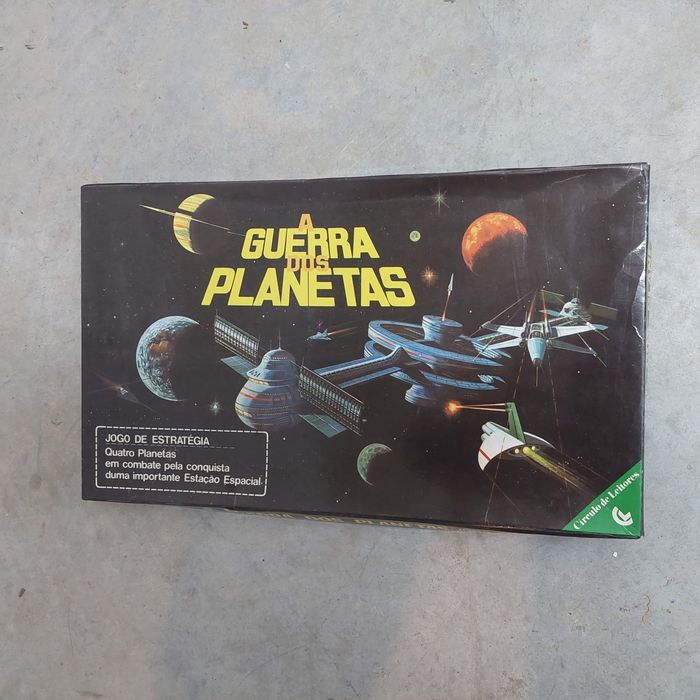 A
GUERRA
DOS
PLANETAS
JOGO DE ESTRATÉGIA
Quatro Planetas
em combate pela conquista
duma importante Estação Espacial
Círculo de Leitores